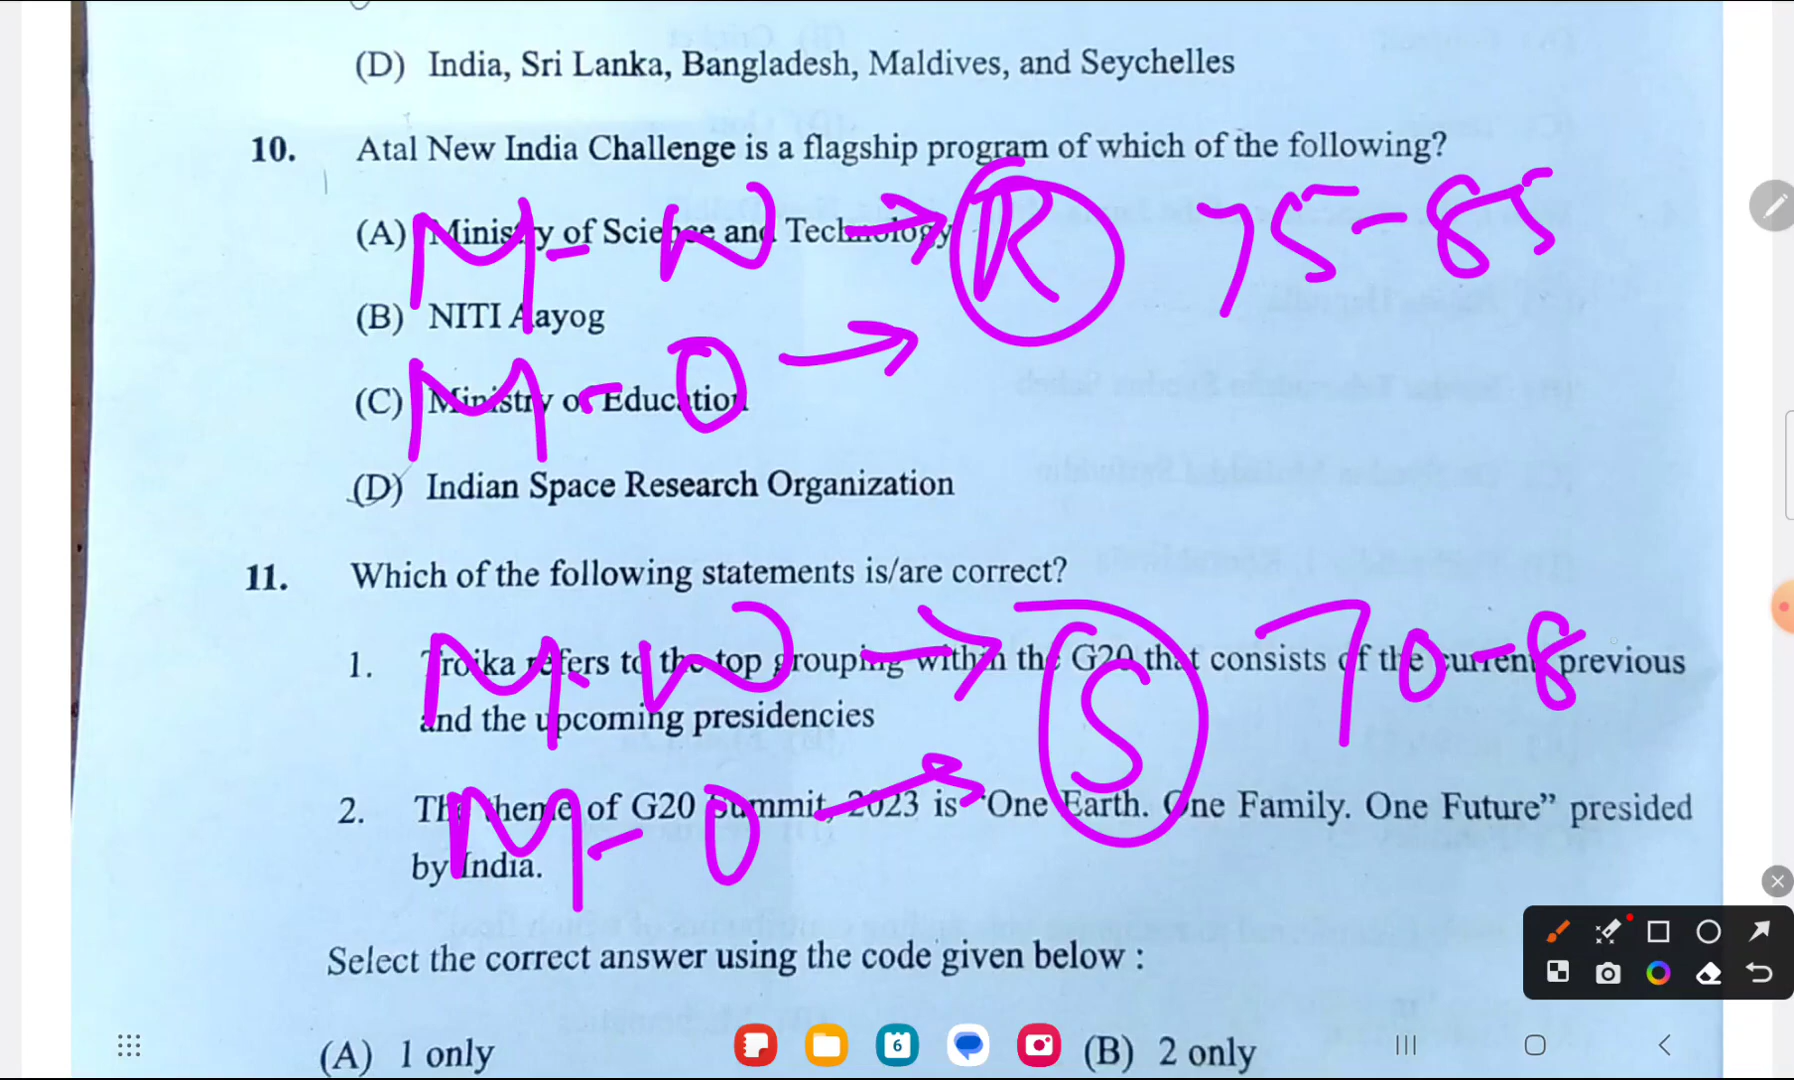 (D) India, Sri Lanka, Bangladesh, Maldives, and Seychelles
10. Atal New India Challenge is a flagship program of which of the following?
(A) Ministry of Science and Technology
M-W → R 75-85
(B) NITI Aayog
(C) Ministry of Education
M-O →
(D) Indian Space Research Organization
11. Which of the following statements is/are correct?
1. Troika refers to the top grouping within the G20 that consists of the current, previous
and the upcoming presidencies
M-W → S 70-8
2. The theme of G20 Summit, 2023 is “One Earth. One Family. One Future” presided
by India.
M-O →
Select the correct answer using the code given below :
(A) 1 only (B) 2 only
6